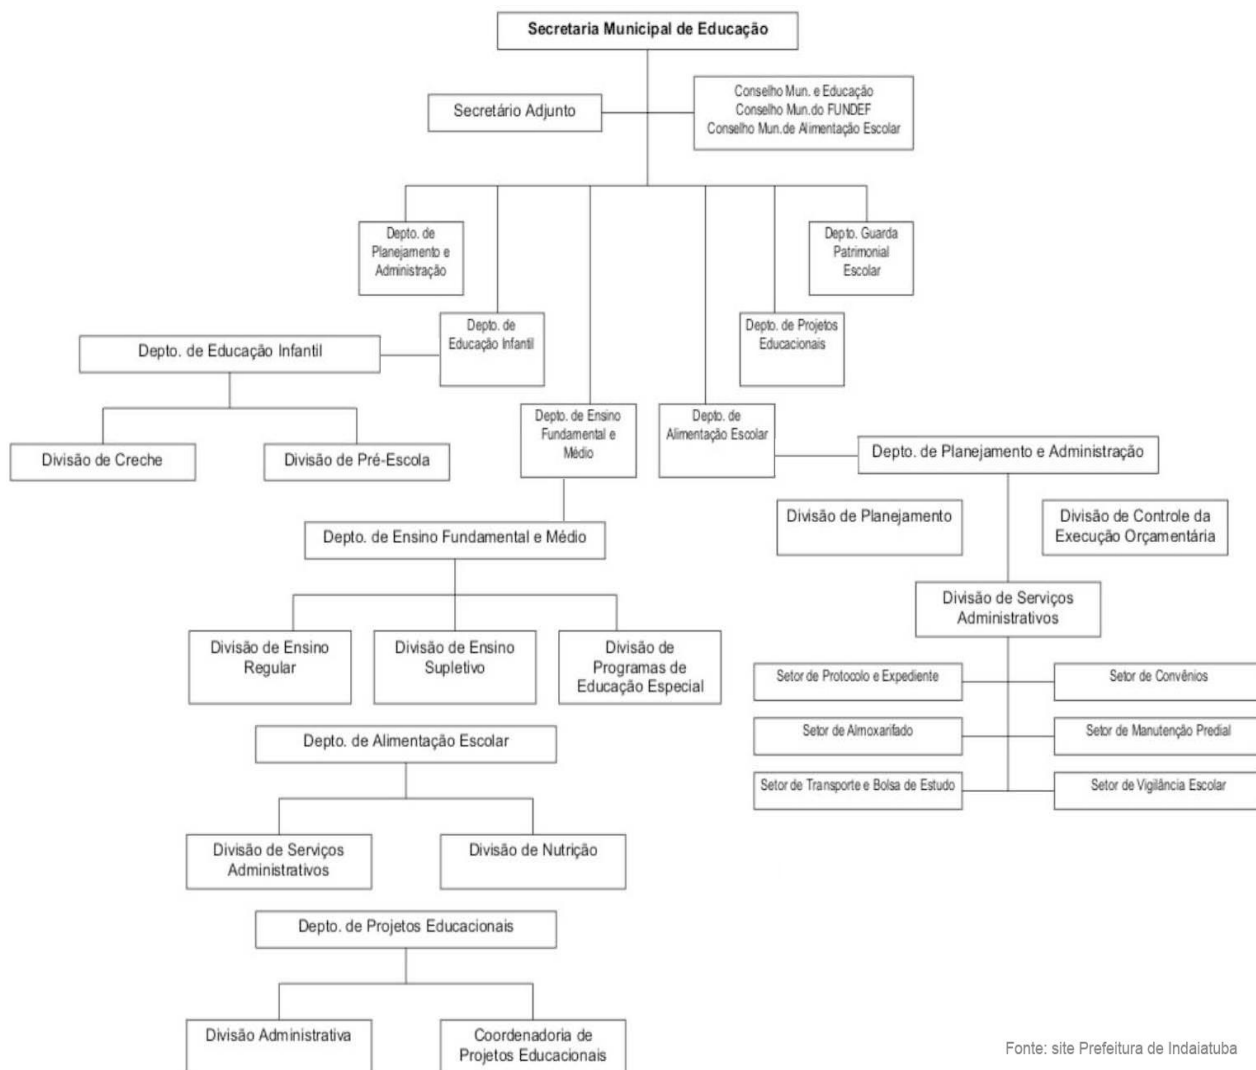 Secretaria Municipal de Educação
Secretário Adjunto
Conselho Mun. e Educação
Conselho Mun.do FUNDEF
Conselho Mun.de Alimentação Escolar
Depto. de
Planejamento e
Administração
Depto. Guarda
Patrimonial
Escolar
Depto. de
Educação Infantil
Depto. de Projetos
Educacionais
Depto. de Educação Infantil
Depto. de Ensino
Fundamental e
Médio
Depto. de
Alimentação Escolar
Divisão de Creche
Divisão de Pré-Escola
Depto. de Planejamento e Administração
Divisão de Planejamento
Divisão de Controle da
Execução Orçamentária
Depto. de Ensino Fundamental e Médio
Divisão de Serviços
Administrativos
Divisão de Ensino
Regular
Divisão de Ensino
Supletivo
Divisão de
Programas de
Educação Especial
Setor de Protocolo e Expediente
Setor de Convênios
Setor de Almoxarifado
Setor de Manutenção Predial
Setor de Transporte e Bolsa de Estudo
Setor de Vigilância Escolar
Depto. de Alimentação Escolar
Divisão de Serviços
Administrativos
Divisão de Nutrição
Depto. de Projetos Educacionais
Divisão Administrativa
Coordenadoria de
Projetos Educacionais
Fonte: site Prefeitura de Indaiatuba